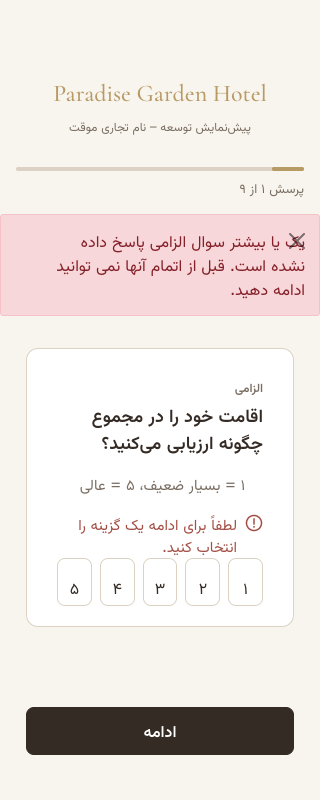 Paradise Garden Hotel
پیش‌نمایش توسعه – نام تجاری موقت
پرسش ۱ از ۹
یک یا بیشتر سوال الزامی پاسخ داده
نشده است. قبل از اتمام آنها نمی توانید
ادامه دهید.
الزامی
اقامت خود را در مجموع
چگونه ارزیابی می‌کنید؟
۱ = بسیار ضعیف، ۵ = عالی
لطفاً برای ادامه یک گزینه را
انتخاب کنید.
۱ ۲ ۳ ۴ ۵
ادامه